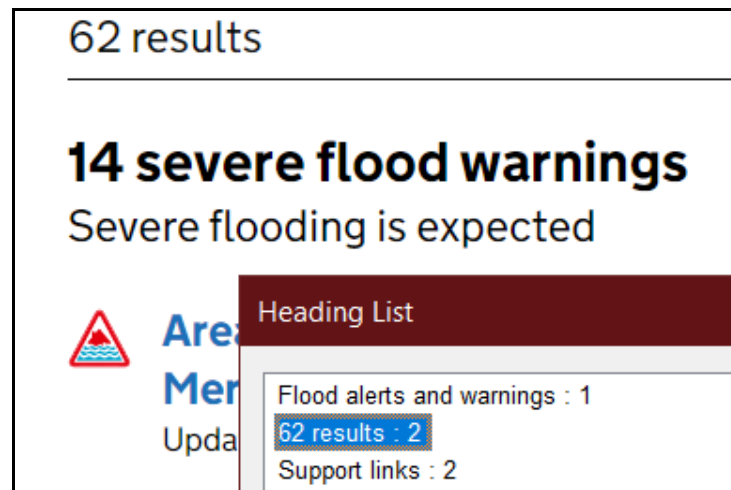 62 results
14 severe flood warnings
Severe flooding is expected
Heading List
Flood alerts and warnings : 1
62 results : 2
Support links : 2